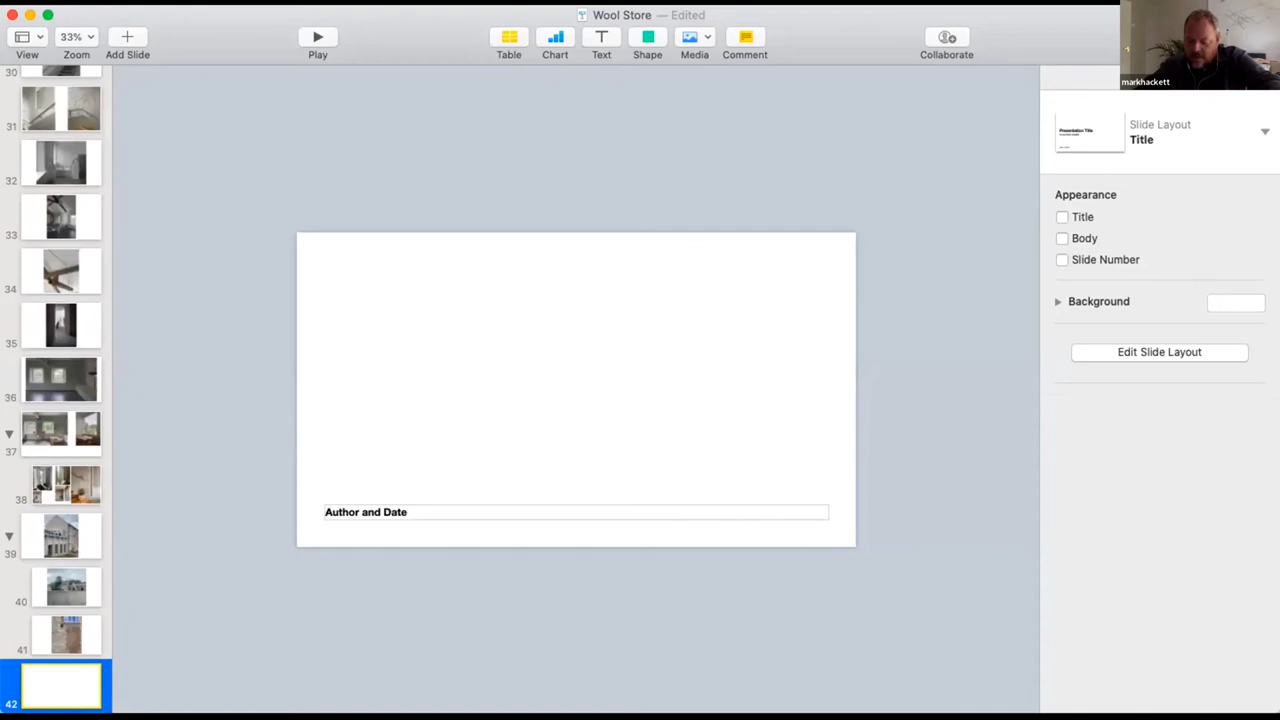 Wool Store — Edited
33%
View
Zoom
Add Slide
Play
Table
Chart
Text
Shape
Media
Comment
Collaborate
markhackett
30
31
32
33
34
35
36
37
38
39
40
41
42
Author and Date
Presentation Title
Slide Layout
Title
Appearance
Title
Body
Slide Number
Background
Edit Slide Layout